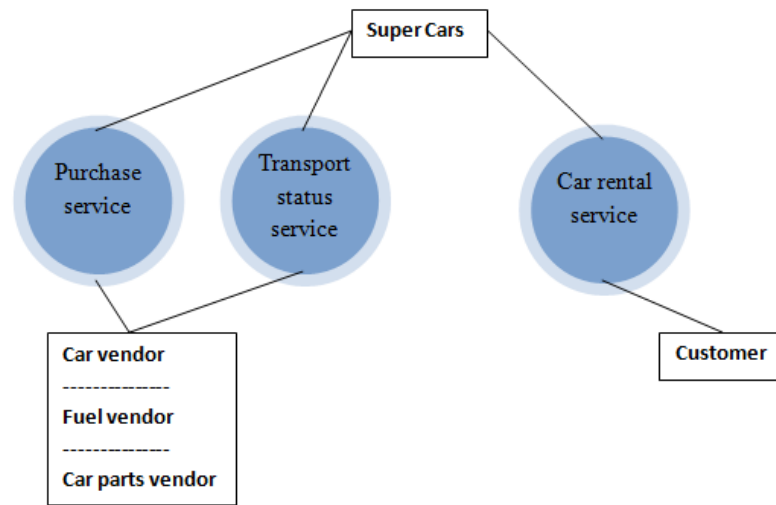 Super Cars
Purchase
service
Transport
status
service
Car rental
service
Car vendor
---------------
Fuel vendor
---------------
Car parts vendor
Customer